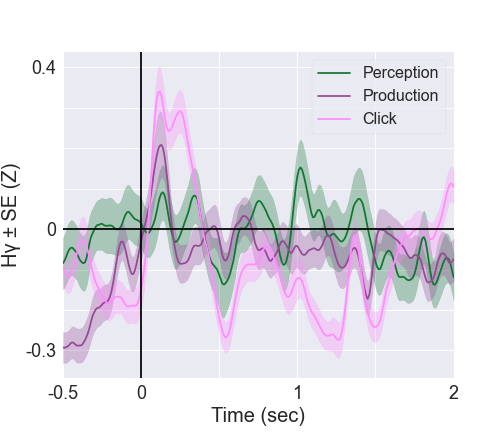 0.4
0
-0.3
Hγ ± SE (Z)
Perception
Production
Click
-0.5 0 1 2
Time (sec)